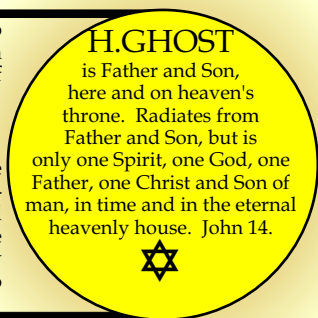 H.GHOST
is Father and Son,
here and on heaven's
throne. Radiates from
Father and Son, but is
only one Spirit, one God, one
Father, one Christ and Son of
man, in time and in the eternal
heavenly house. John 14.